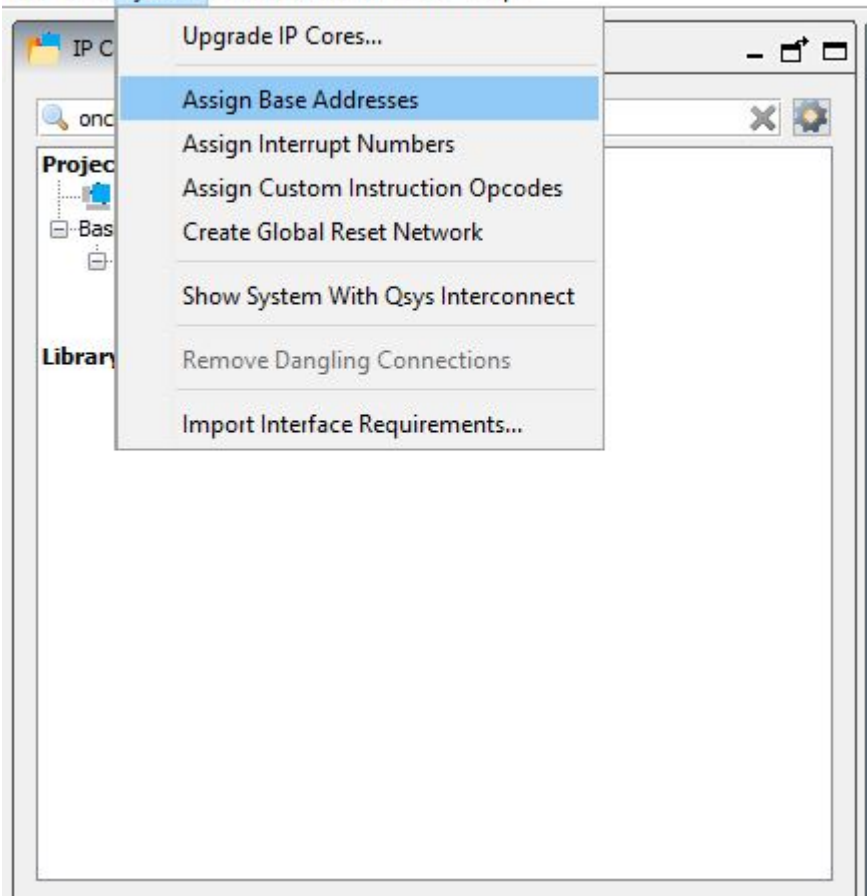 IP C
Upgrade IP Cores...
onc
Assign Base Addresses
Assign Interrupt Numbers
Projec
Assign Custom Instruction Opcodes
Bas
Create Global Reset Network
Show System With Qsys Interconnect
Library
Remove Dangling Connections
Import Interface Requirements...